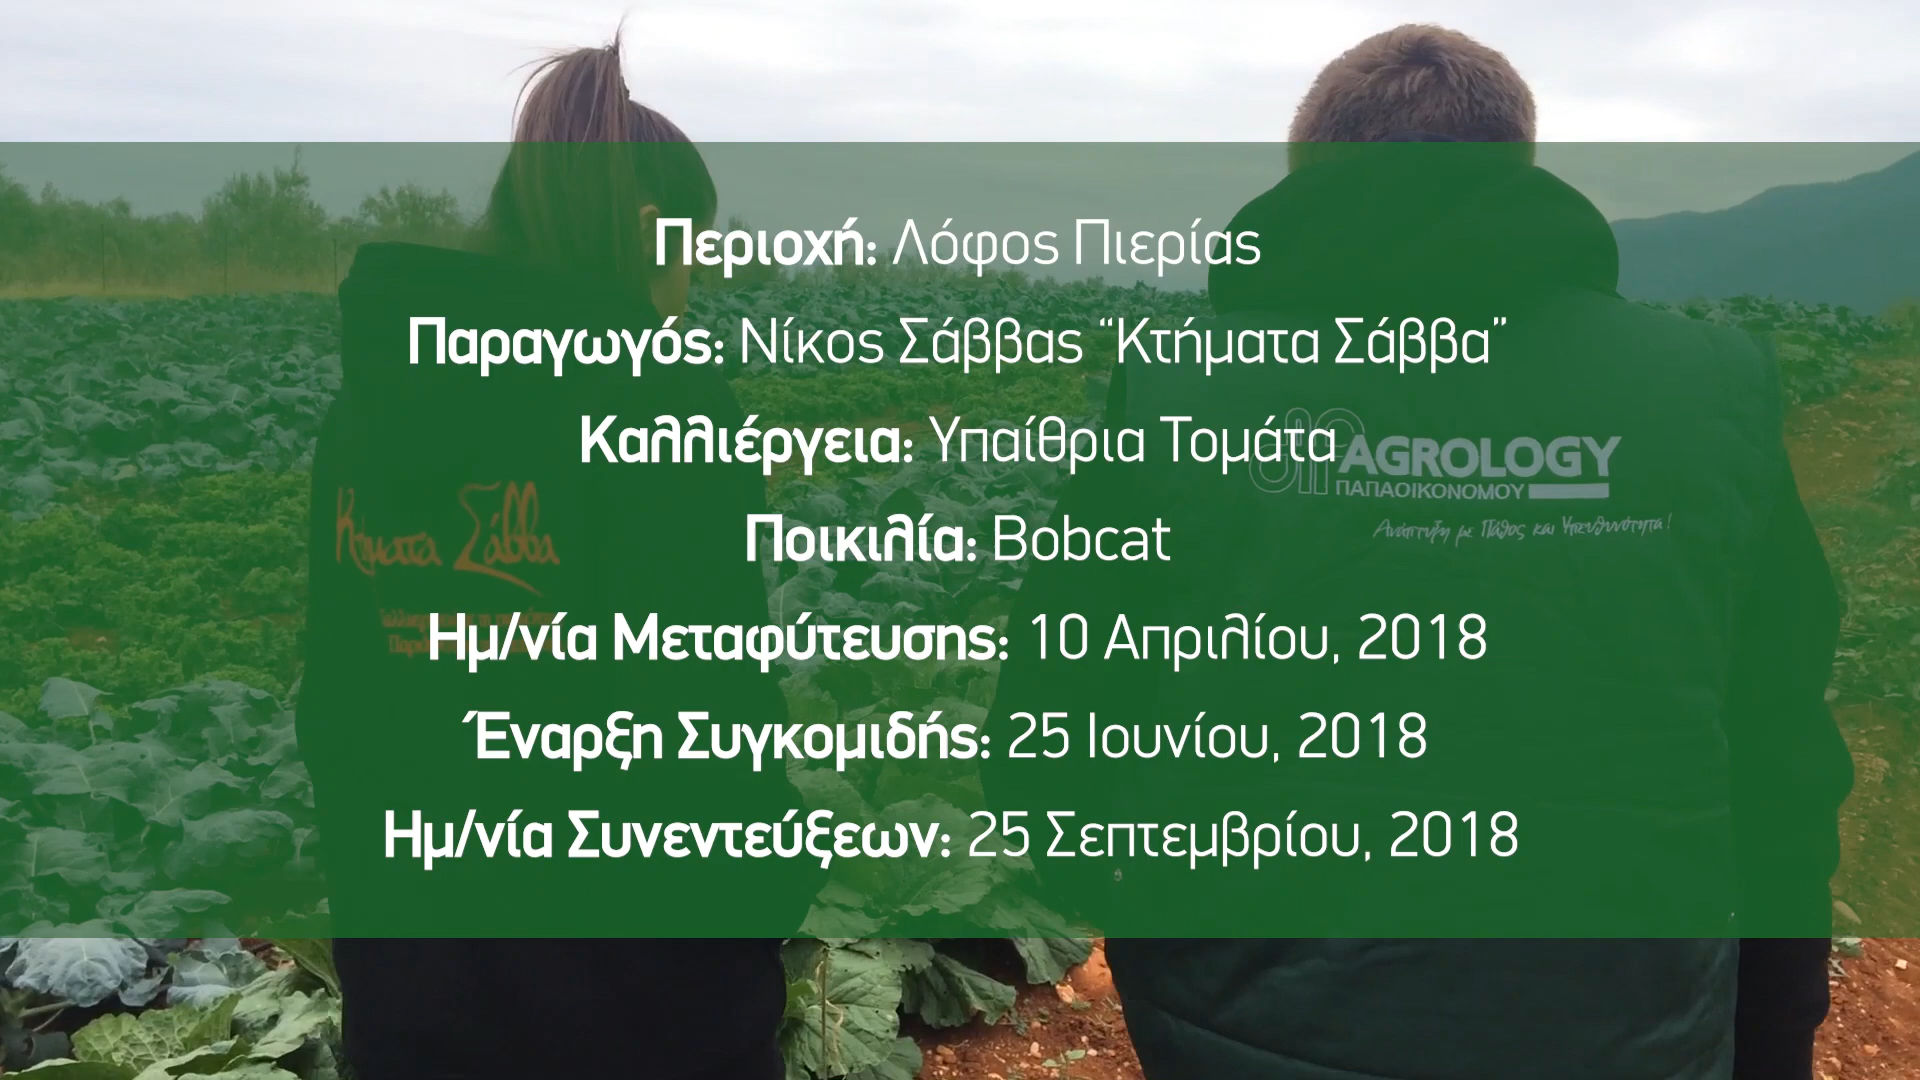 Περιοχή: Λόφος Πιερίας
Παραγωγός: Νίκος Σάββας “Κτήματα Σάββα”
Καλλιέργεια: Υπαίθρια Τομάτα
AGROLOGY
ΠΑΠΑΟΙΚΟΝΟΜΟΥ
Ανάπτυξη με Πάθος και Υπευθυνότητα!
Κτήματα Σάββα
Ποικιλία: Bobcat
Ημ/νία Μεταφύτευσης: 10 Απριλίου, 2018
Έναρξη Συγκομιδής: 25 Ιουνίου, 2018
Ημ/νία Συνεντεύξεων: 25 Σεπτεμβρίου, 2018